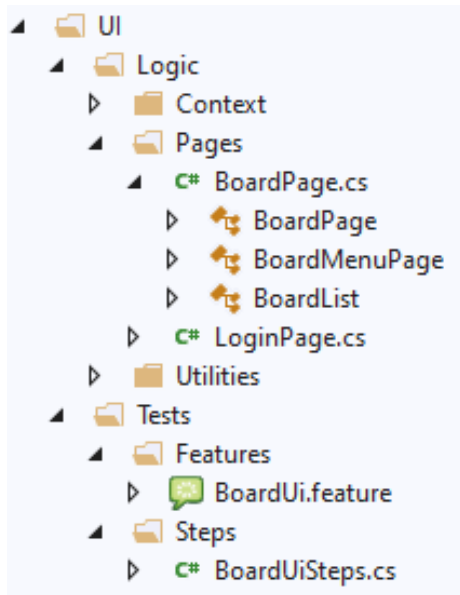 UI
Logic
Context
Pages
C# BoardPage.cs
BoardPage
BoardMenuPage
BoardList
C# LoginPage.cs
Utilities
Tests
Features
BoardUi.feature
Steps
C# BoardUiSteps.cs